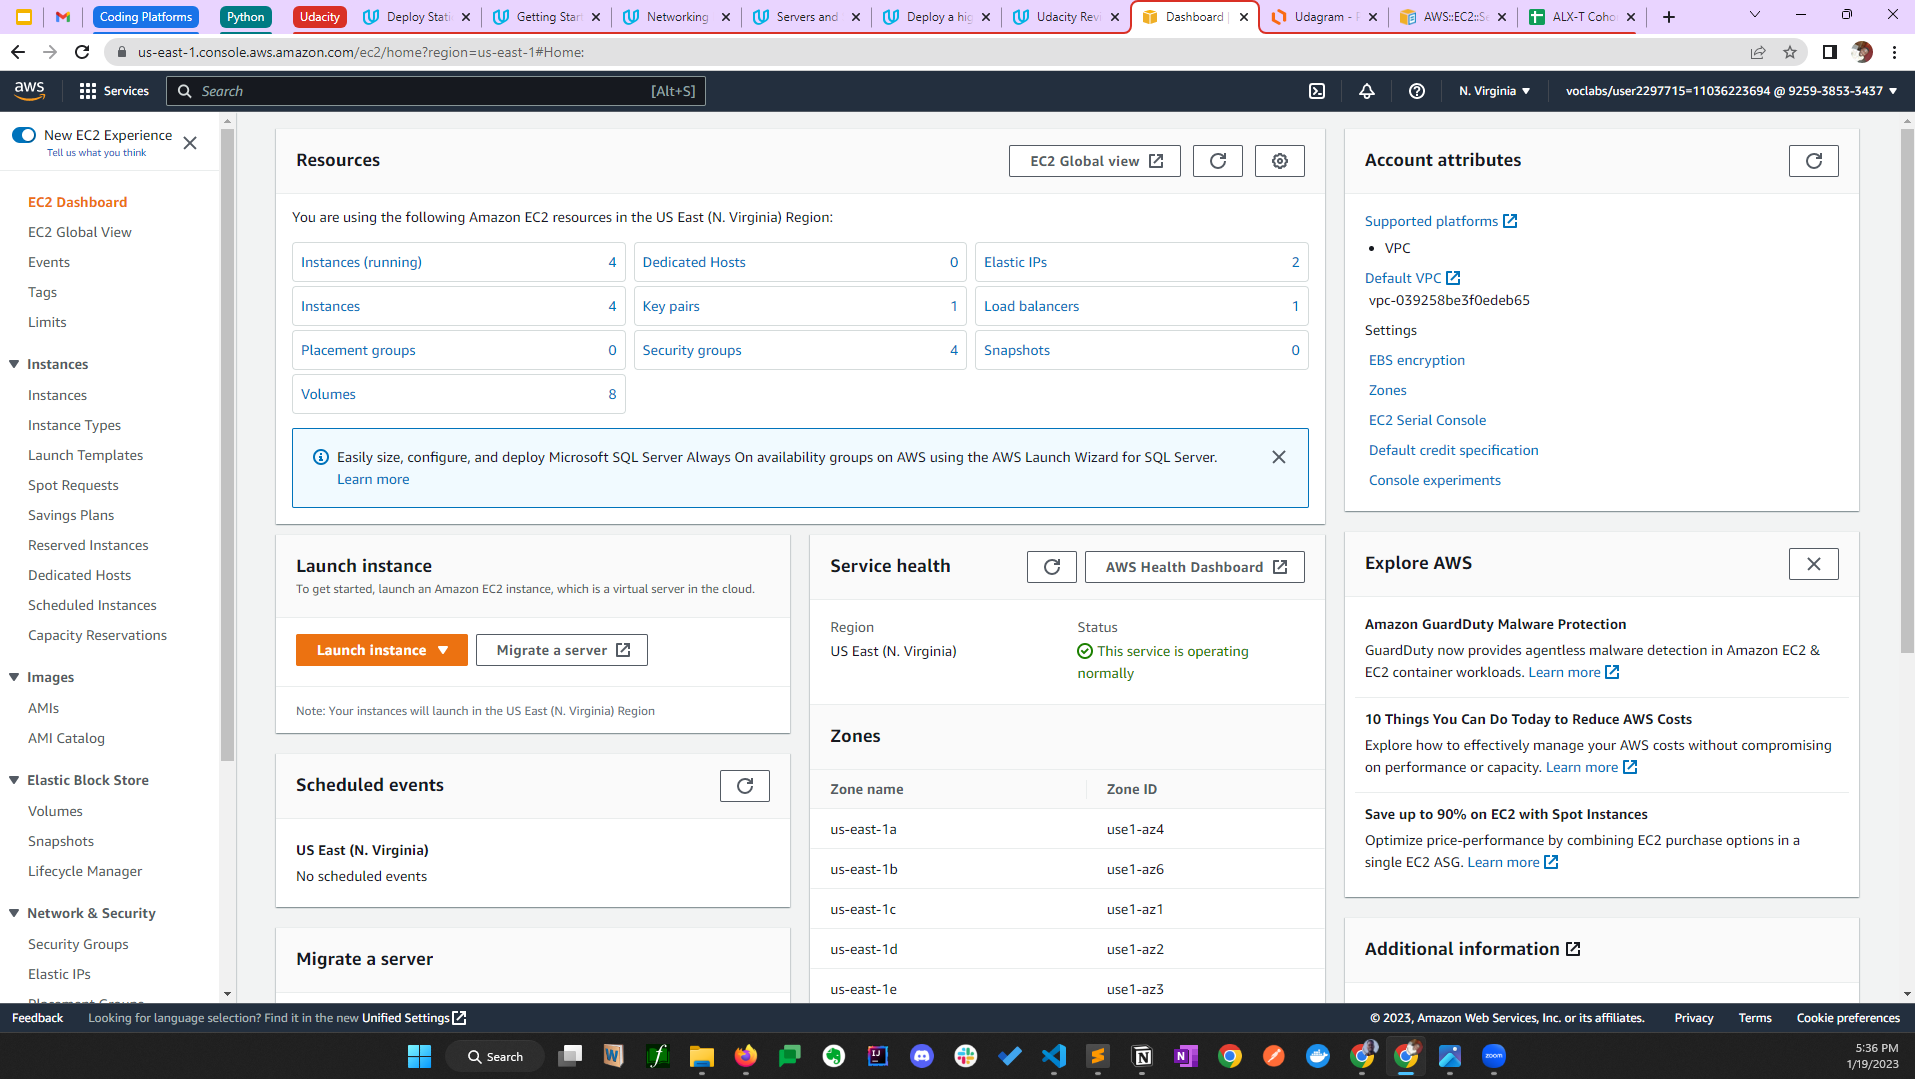 Coding Platforms
Python
Udacity
Deploy Stati
Getting Star
Networking
Servers and
Deploy a hig
Udacity Revi
Dashboard
Udagram - F
AWS::EC2::Se
ALX-T Coho
us-east-1.console.aws.amazon.com/ec2/home?region=us-east-1#Home:
aws
Services
Search
[Alt+S]
N. Virginia
voclabs/user2297715=11036223694 @ 9259-3853-3437
New EC2 Experience
Tell us what you think
EC2 Dashboard
EC2 Global View
Events
Tags
Limits
Instances
Instances
Instance Types
Launch Templates
Spot Requests
Savings Plans
Reserved Instances
Dedicated Hosts
Scheduled Instances
Capacity Reservations
Images
AMIs
AMI Catalog
Elastic Block Store
Volumes
Snapshots
Lifecycle Manager
Network & Security
Security Groups
Elastic IPs
Placement Groups
Resources
EC2 Global view
You are using the following Amazon EC2 resources in the US East (N. Virginia) Region:
Instances (running) 4
Dedicated Hosts 0
Elastic IPs 2
Instances 4
Key pairs 1
Load balancers 1
Placement groups 0
Security groups 4
Snapshots 0
Volumes 8
Easily size, configure, and deploy Microsoft SQL Server Always On availability groups on AWS using the AWS Launch Wizard for SQL Server.
Learn more
Launch instance
To get started, launch an Amazon EC2 instance, which is a virtual server in the cloud.
Launch instance
Migrate a server
Note: Your instances will launch in the US East (N. Virginia) Region
Scheduled events
US East (N. Virginia)
No scheduled events
Migrate a server
Service health
AWS Health Dashboard
Region
US East (N. Virginia)
Status
This service is operating
normally
Zones
Zone name Zone ID
us-east-1a use1-az4
us-east-1b use1-az6
us-east-1c use1-az1
us-east-1d use1-az2
us-east-1e use1-az3
Account attributes
Supported platforms
• VPC
Default VPC
vpc-039258be3f0edeb65
Settings
EBS encryption
Zones
EC2 Serial Console
Default credit specification
Console experiments
Explore AWS
Amazon GuardDuty Malware Protection
GuardDuty now provides agentless malware detection in Amazon EC2 &
EC2 container workloads. Learn more
10 Things You Can Do Today to Reduce AWS Costs
Explore how to effectively manage your AWS costs without compromising
on performance or capacity. Learn more
Save up to 90% on EC2 with Spot Instances
Optimize price-performance by combining EC2 purchase options in a
single EC2 ASG. Learn more
Additional information
Feedback
Looking for language selection? Find it in the new Unified Settings
© 2023, Amazon Web Services, Inc. or its affiliates.
Privacy
Terms
Cookie preferences
Search
zoom
5:36 PM
1/19/2023